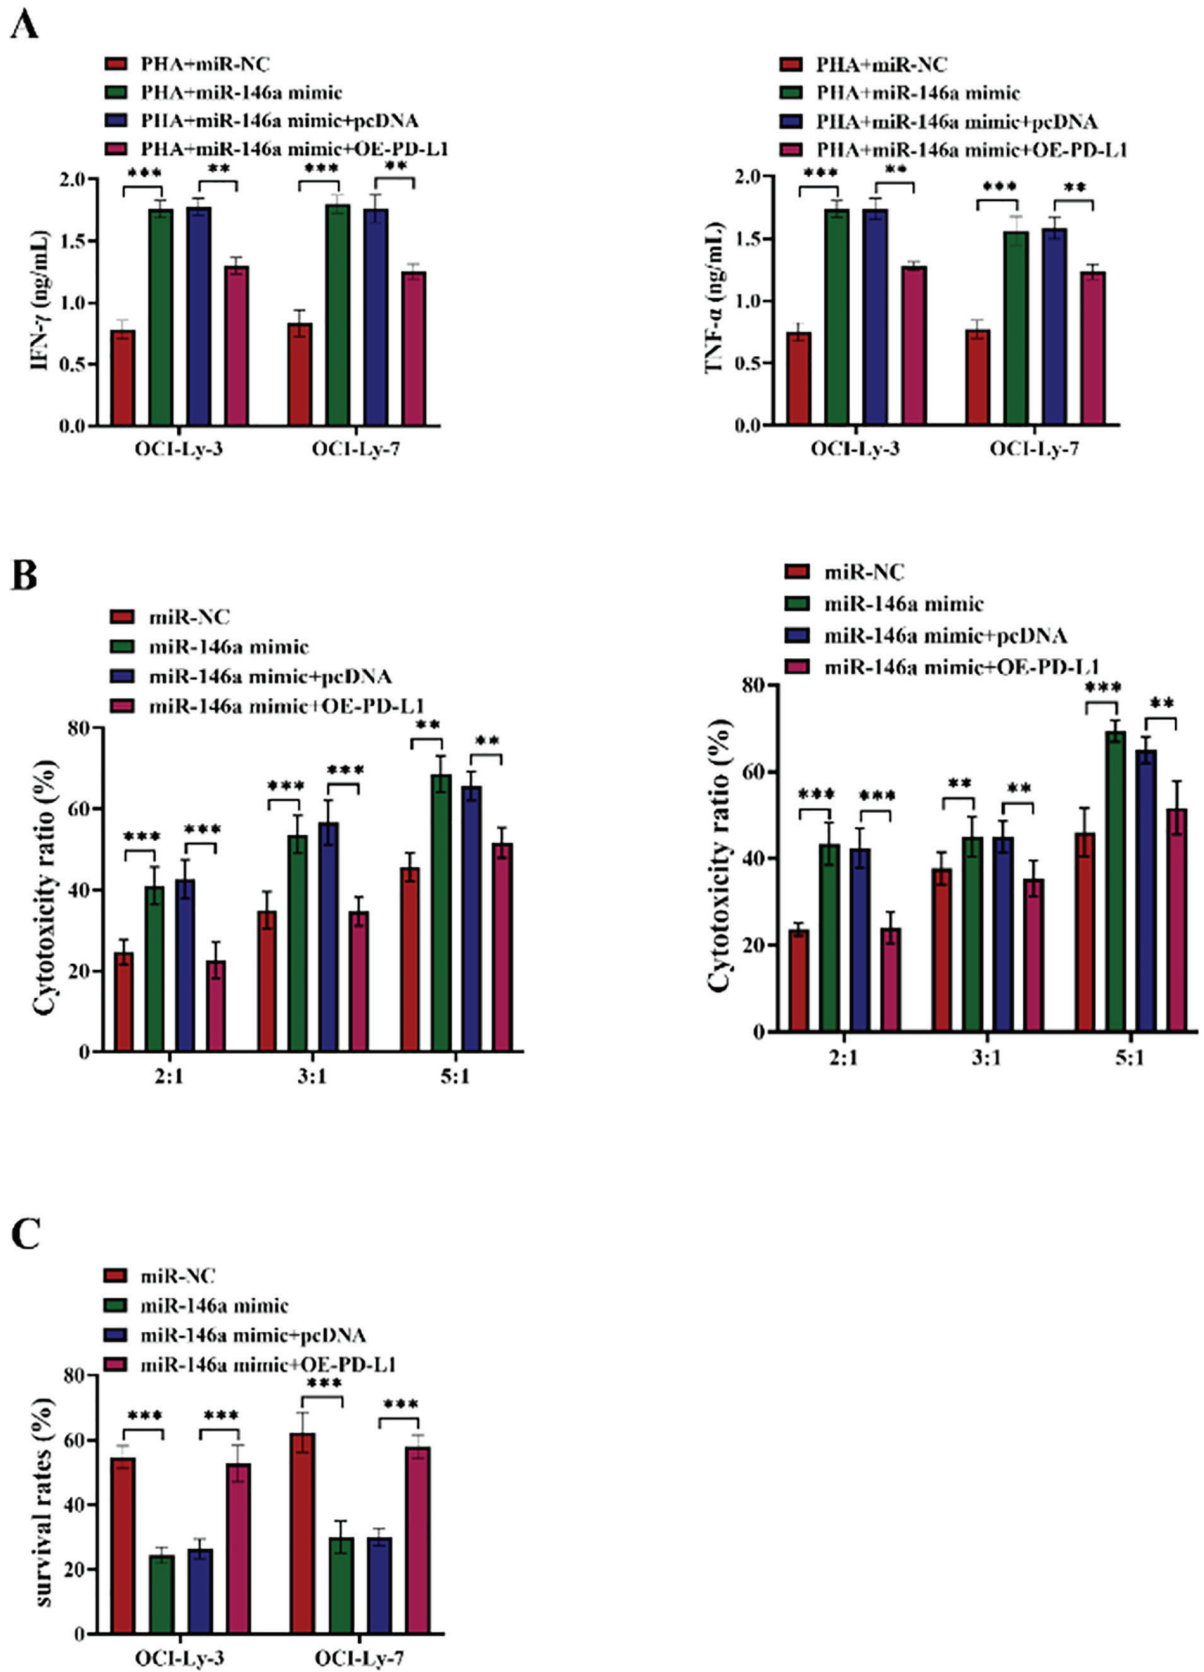 A
PHA+miR-NC
PHA+miR-146a mimic
PHA+miR-146a mimic+pcDNA
PHA+miR-146a mimic+OE-PD-L1
*** ** *** **
IFN-γ (ng/mL)
2.0
1.5
1.0
0.5
0.0
OCI-Ly-3 OCI-Ly-7
PHA+miR-NC
PHA+miR-146a mimic
PHA+miR-146a mimic+pcDNA
PHA+miR-146a mimic+OE-PD-L1
*** ** *** **
TNF-α (ng/mL)
2.0
1.5
1.0
0.5
0.0
OCI-Ly-3 OCI-Ly-7
B
miR-NC
miR-146a mimic
miR-146a mimic+pcDNA
miR-146a mimic+OE-PD-L1
*** *** *** *** ** **
Cytotoxicity ratio (%)
80
60
40
20
0
2:1 3:1 5:1
miR-NC
miR-146a mimic
miR-146a mimic+pcDNA
miR-146a mimic+OE-PD-L1
*** *** ** ** *** **
Cytotoxicity ratio (%)
80
60
40
20
0
2:1 3:1 5:1
C
miR-NC
miR-146a mimic
miR-146a mimic+pcDNA
miR-146a mimic+OE-PD-L1
*** *** *** ***
survival rates (%)
80
60
40
20
0
OCI-Ly-3 OCI-Ly-7